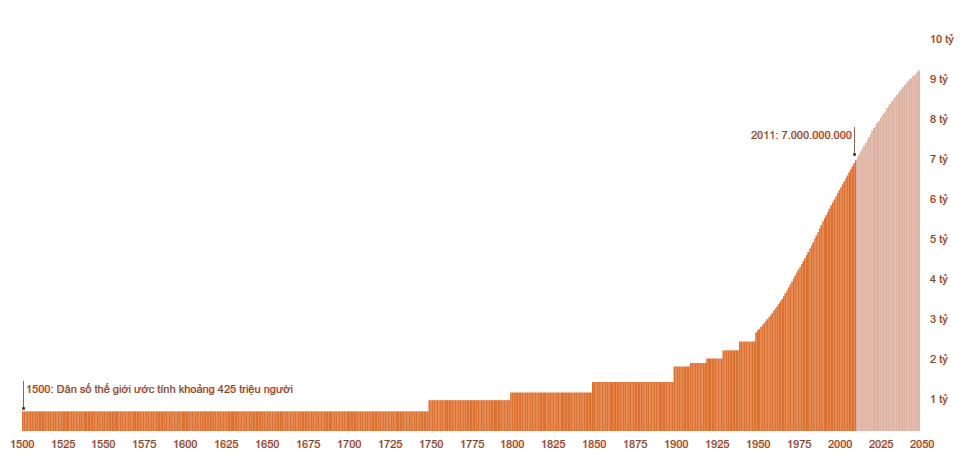 10 tỷ
9 tỷ
8 tỷ
2011: 7.000.000.000
7 tỷ
6 tỷ
5 tỷ
4 tỷ
3 tỷ
2 tỷ
1500: Dân số thế giới ước tính khoảng 425 triệu người
1 tỷ
1500 1525 1550 1575 1600 1625 1650 1675 1700 1725 1750 1775 1800 1825 1850 1875 1900 1925 1950 1975 2000 2025 2050